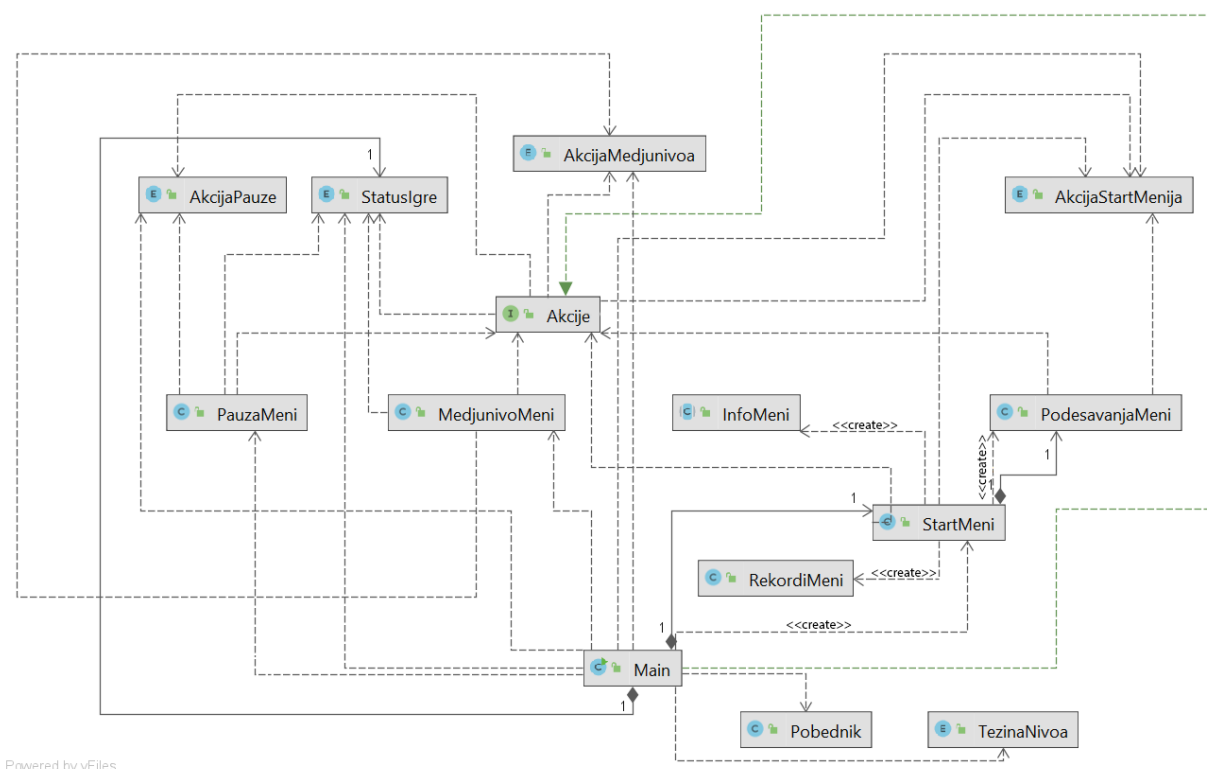 1
E AkcijaMedjunivoa
E AkcijaPauze
E StatusIgre
E AkcijaStartMenija
I Akcije
C PauzaMeni
C MedjunivoMeni
C InfoMeni
C PodesavanjaMeni
<<create>>
1
<<create>>
1
1
C StartMeni
C RekordiMeni
<<create>>
1
<<create>>
C Main
1
C Pobednik
E TezinaNivoa
Powered by yFiles